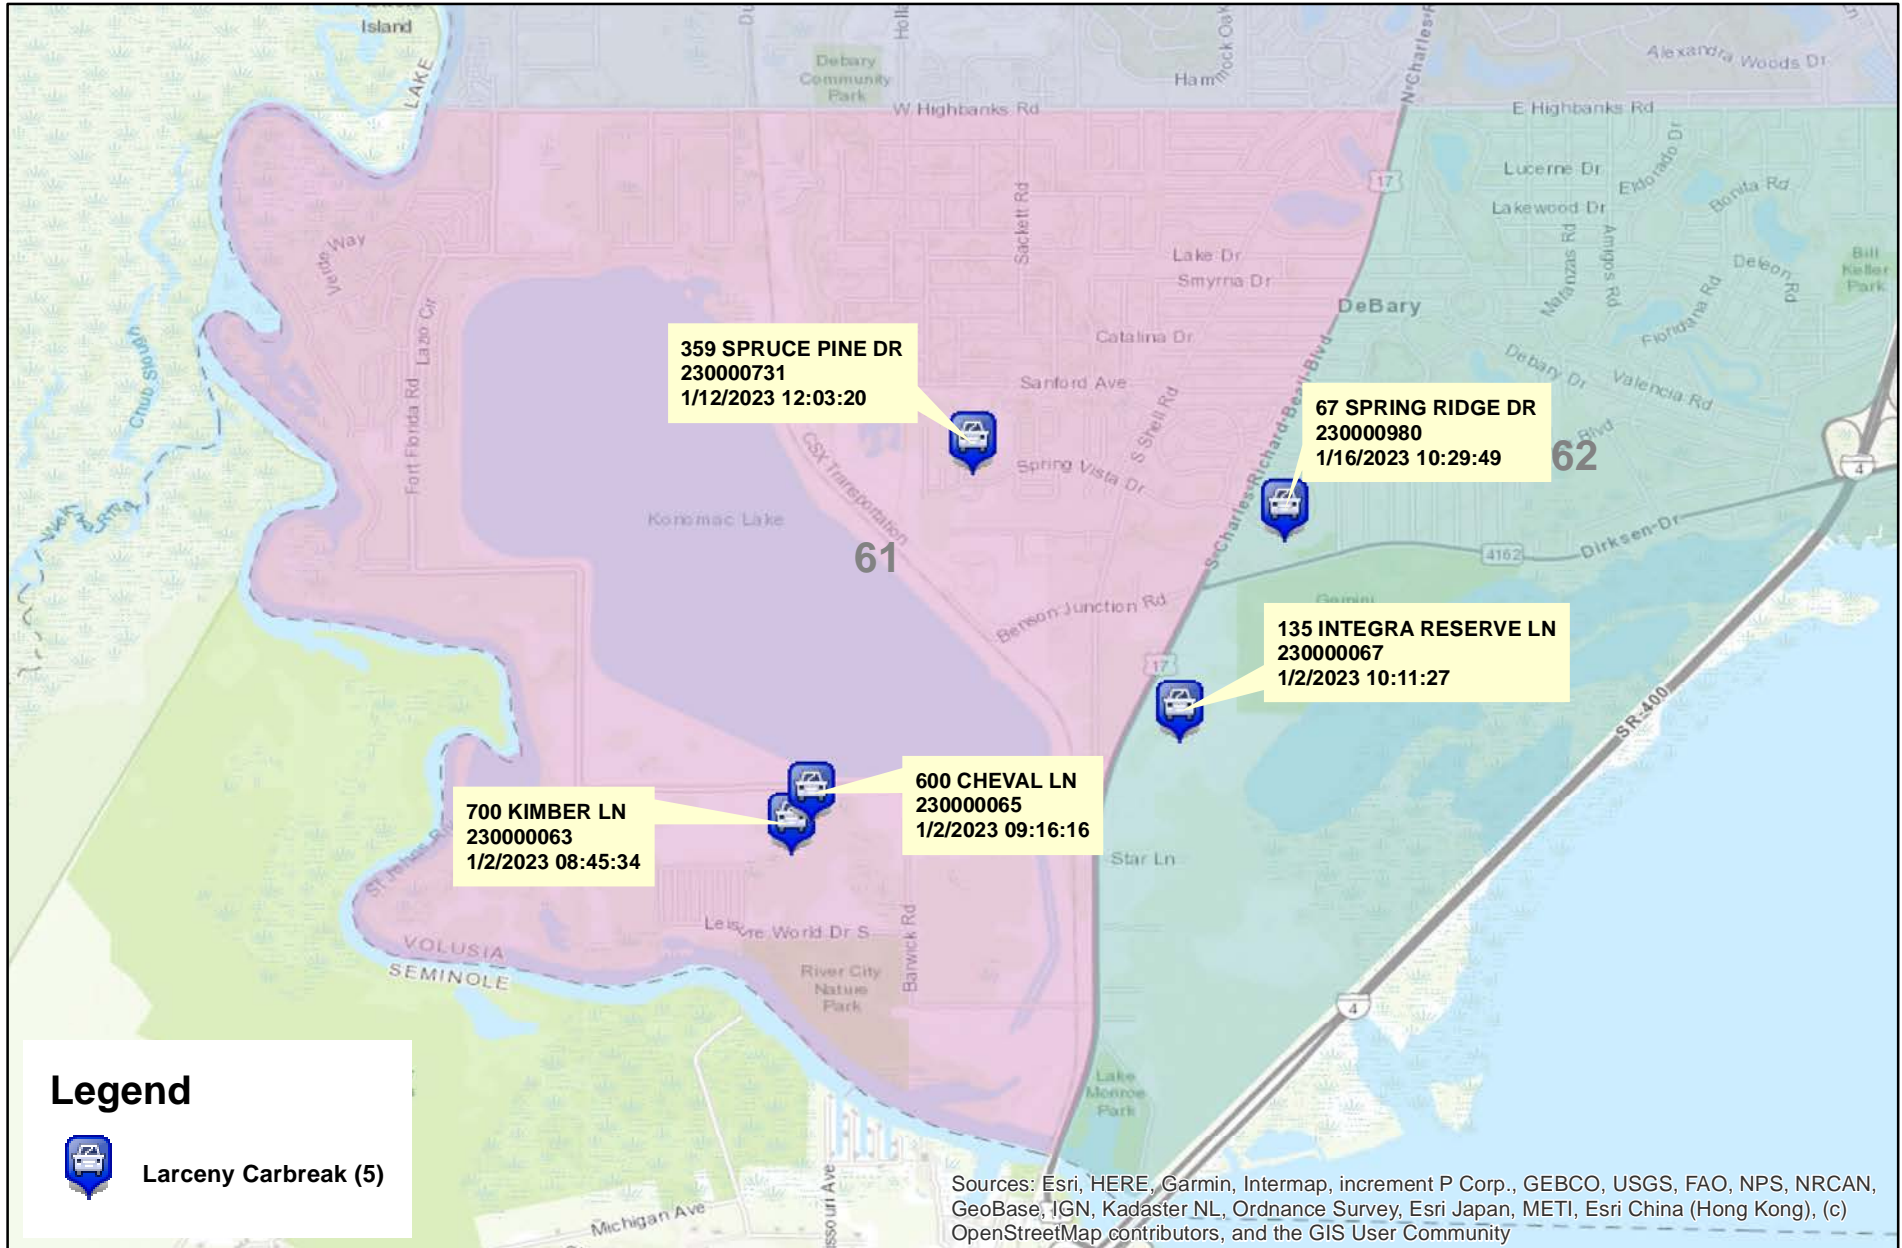 Island
LAKE
Debary
Community
Park
Holla
Hammock Oak
N-Charles-R
Alexandra Woods Dr
W Highbanks Rd
E Highbanks Rd
Lucerne Dr
Eldorado Dr
Bonita Rd
Lakewood Dr
17
Sackett Rd
Verde Way
Lazo Cir
Fort Florida Rd
Chub Slough
Lake Dr
Smyrna Dr
Matanzas Rd
Amigos Rd
Deleon Rd
Bill
Keller
Park
DeBary
Floridana Rd
Catalina Dr
Sanford Ave
Debary Dr
Valencia Rd
Blvd
359 SPRUCE PINE DR
230000731
1/12/2023 12:03:20
67 SPRING RIDGE DR
230000980
1/16/2023 10:29:49
62
S Shell Rd
Spring Vista Dr
S-Charles-Richard-Beall-Blvd
CSX Transportation
Konomac Lake
61
4162
Dirksen-Dr
4
Benson-Junction Rd
Gemini
17
135 INTEGRA RESERVE LN
230000067
1/2/2023 10:11:27
SR-400
600 CHEVAL LN
230000065
1/2/2023 09:16:16
700 KIMBER LN
230000063
1/2/2023 08:45:34
Star Ln
Leisure World Dr S
Barwick Rd
VOLUSIA
SEMINOLE
River City
Nature
Park
4
Lake
Monroe
Park
Legend
Larceny Carbreak (5)
Michigan Ave
ssouri Ave
Sources: Esri, HERE, Garmin, Intermap, increment P Corp., GEBCO, USGS, FAO, NPS, NRCAN,
GeoBase, IGN, Kadaster NL, Ordnance Survey, Esri Japan, METI, Esri China (Hong Kong), (c)
OpenStreetMap contributors, and the GIS User Community